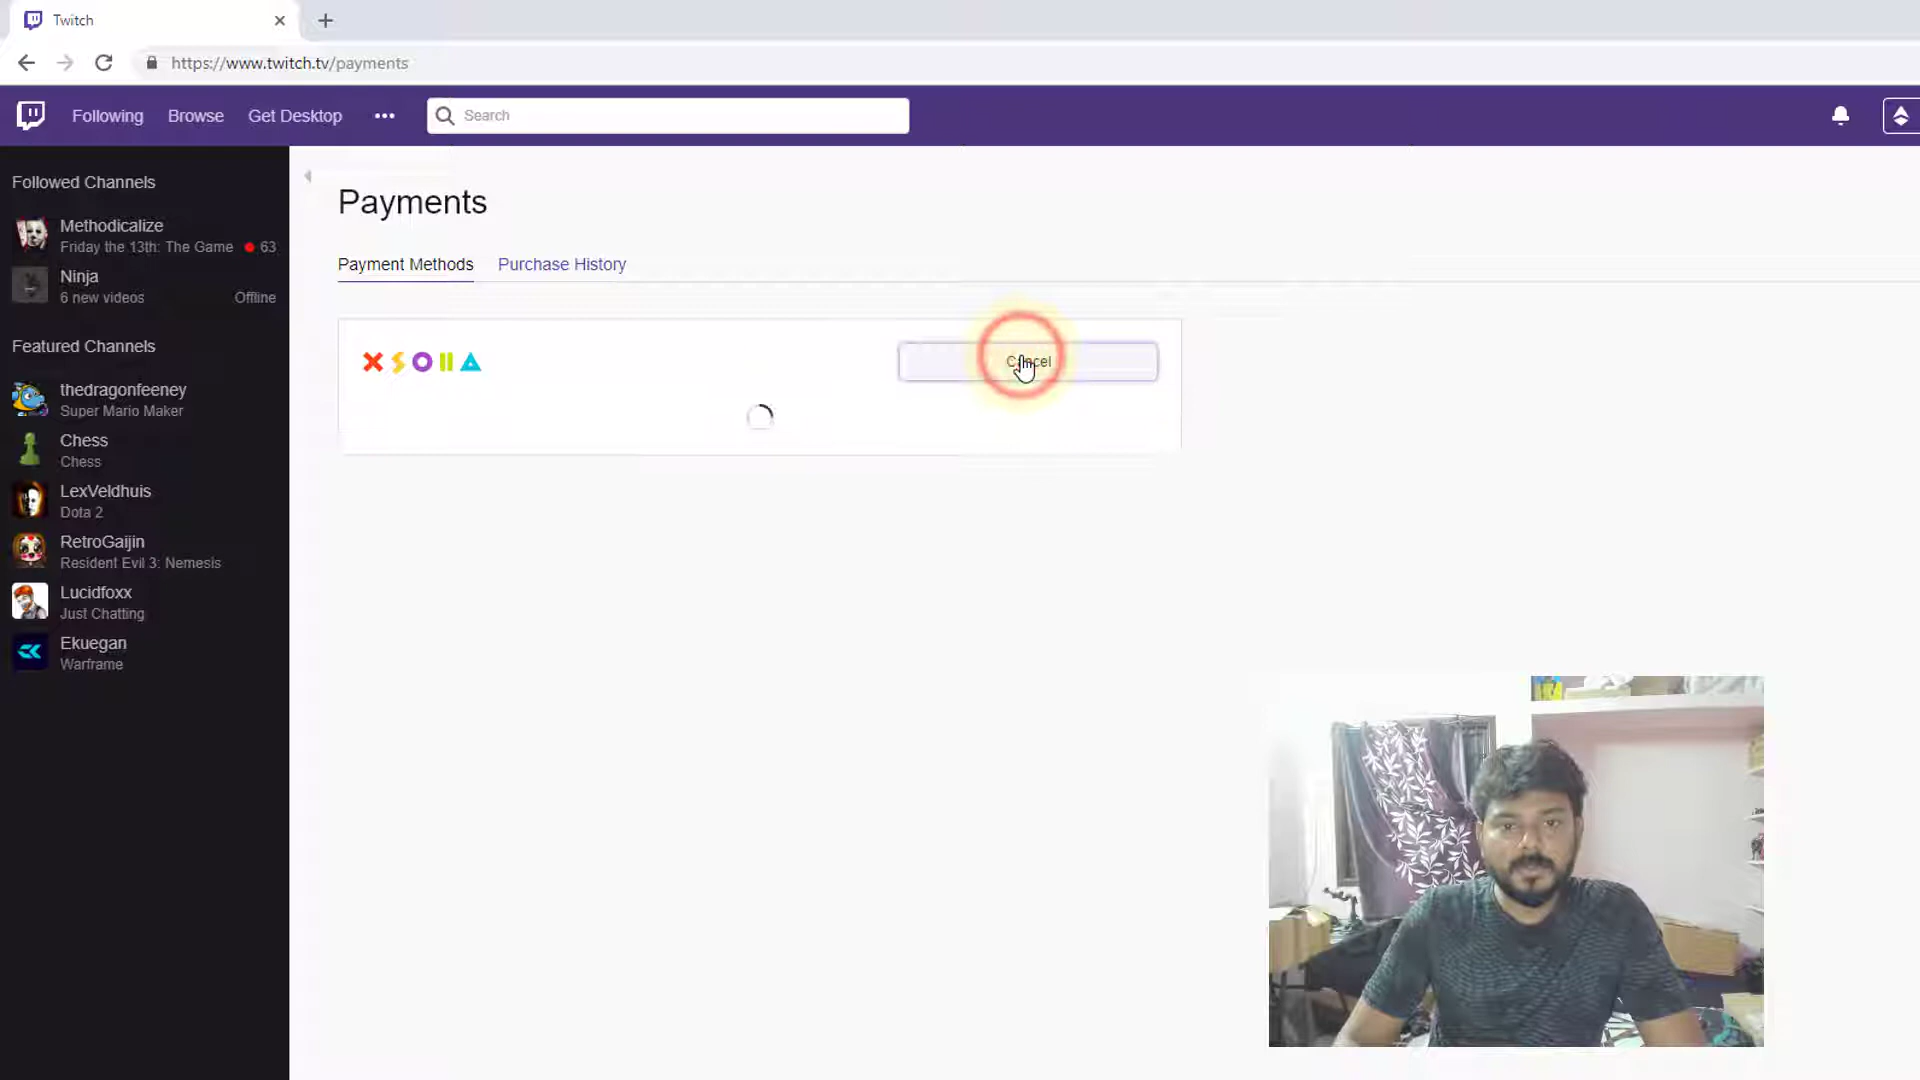 Twitch
https://www.twitch.tv/payments
Following Browse Get Desktop Search
Followed Channels
Methodicalize
Friday the 13th: The Game 63
Ninja
6 new videos Offline
Featured Channels
thedragonfeeney
Super Mario Maker
Chess
Chess
LexVeldhuis
Dota 2
RetroGaijin
Resident Evil 3: Nemesis
Lucidfoxx
Just Chatting
Ekuegan
Warframe
Payments
Payment Methods Purchase History
XSOLLA Cancel